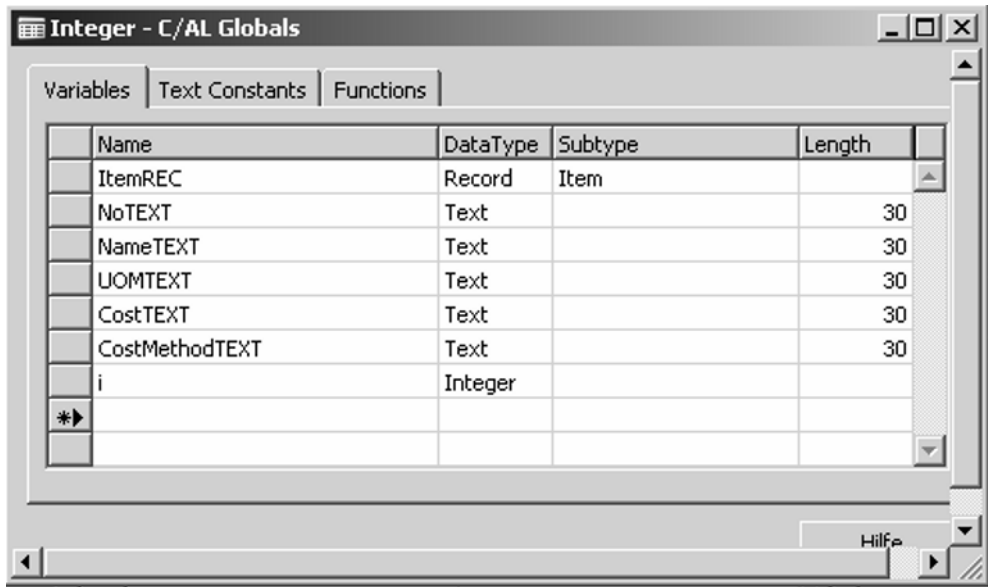 Integer - C/AL Globals
Variables Text Constants Functions
Name DataType Subtype Length
ItemREC Record Item
NoTEXT Text 30
NameTEXT Text 30
UOMTEXT Text 30
CostTEXT Text 30
CostMethodTEXT Text 30
i Integer
Hilfe